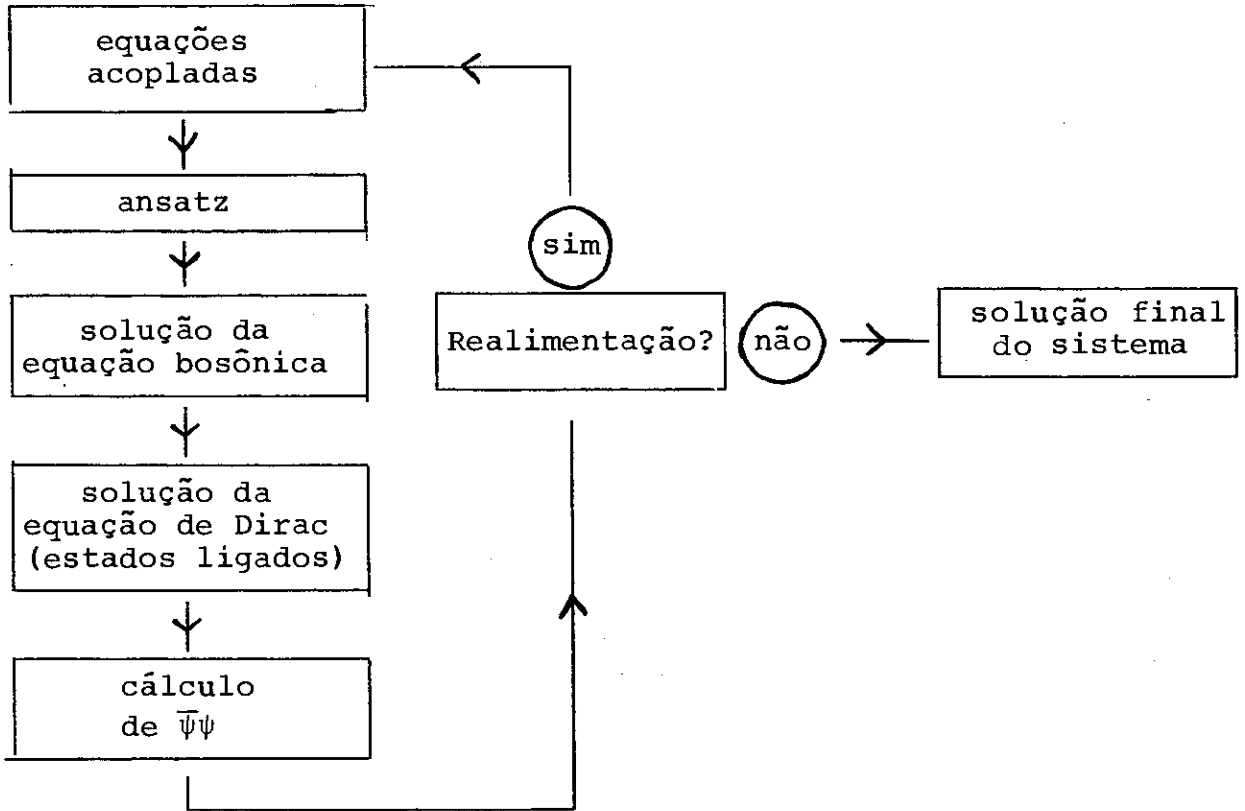 equações
acopladas
ansatz
solução da
equação bosônica
solução da
equação de Dirac
(estados ligados)
cálculo
de ψ̅ψ
sim
Realimentação?
não
solução final
do sistema